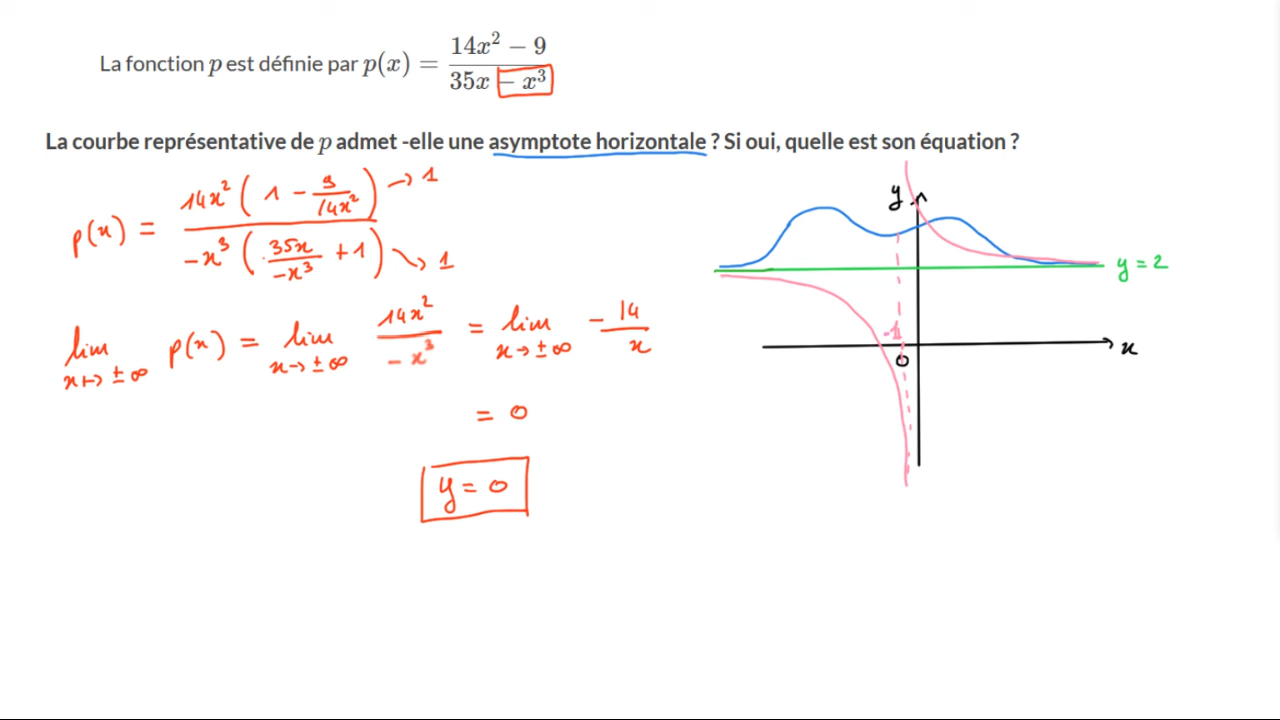 La fonction p est définie par p(x) = (14x² − 9)/(35x − x³)
La courbe représentative de p admet -elle une asymptote horizontale ? Si oui, quelle est son équation ?
p(x) = 14x² ( 1 − 9/14x² ) → 1
−x³ ( 35x/−x³ + 1 ) → 1
lim x→±∞ p(x) = lim x→±∞ 14x²/−x³ = lim x→±∞ − 14/x
= 0
y = 0
y
y = 2
-1
0
x